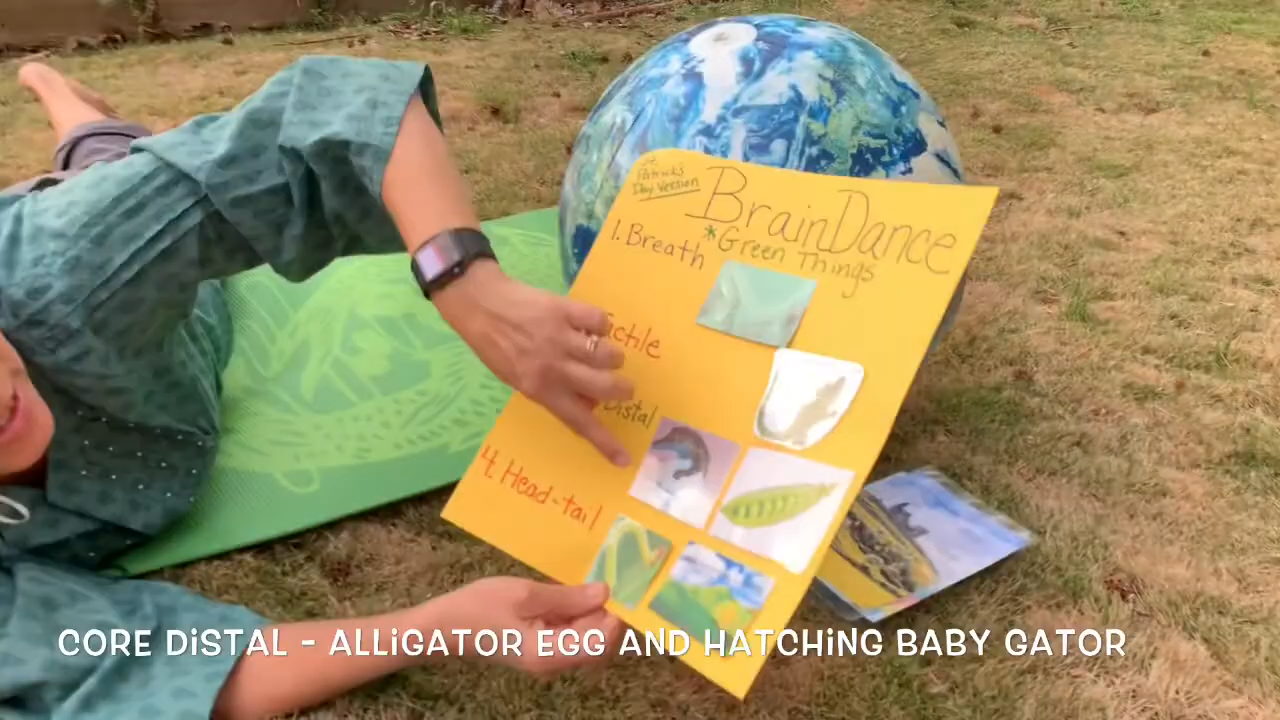 St.
Patrick's
Day Version
BrainDance
*Green Things
1. Breath
actile
Distal
4. Head-tail
CORE DISTAL - ALLIGATOR EGG AND HATCHING BABY GATOR